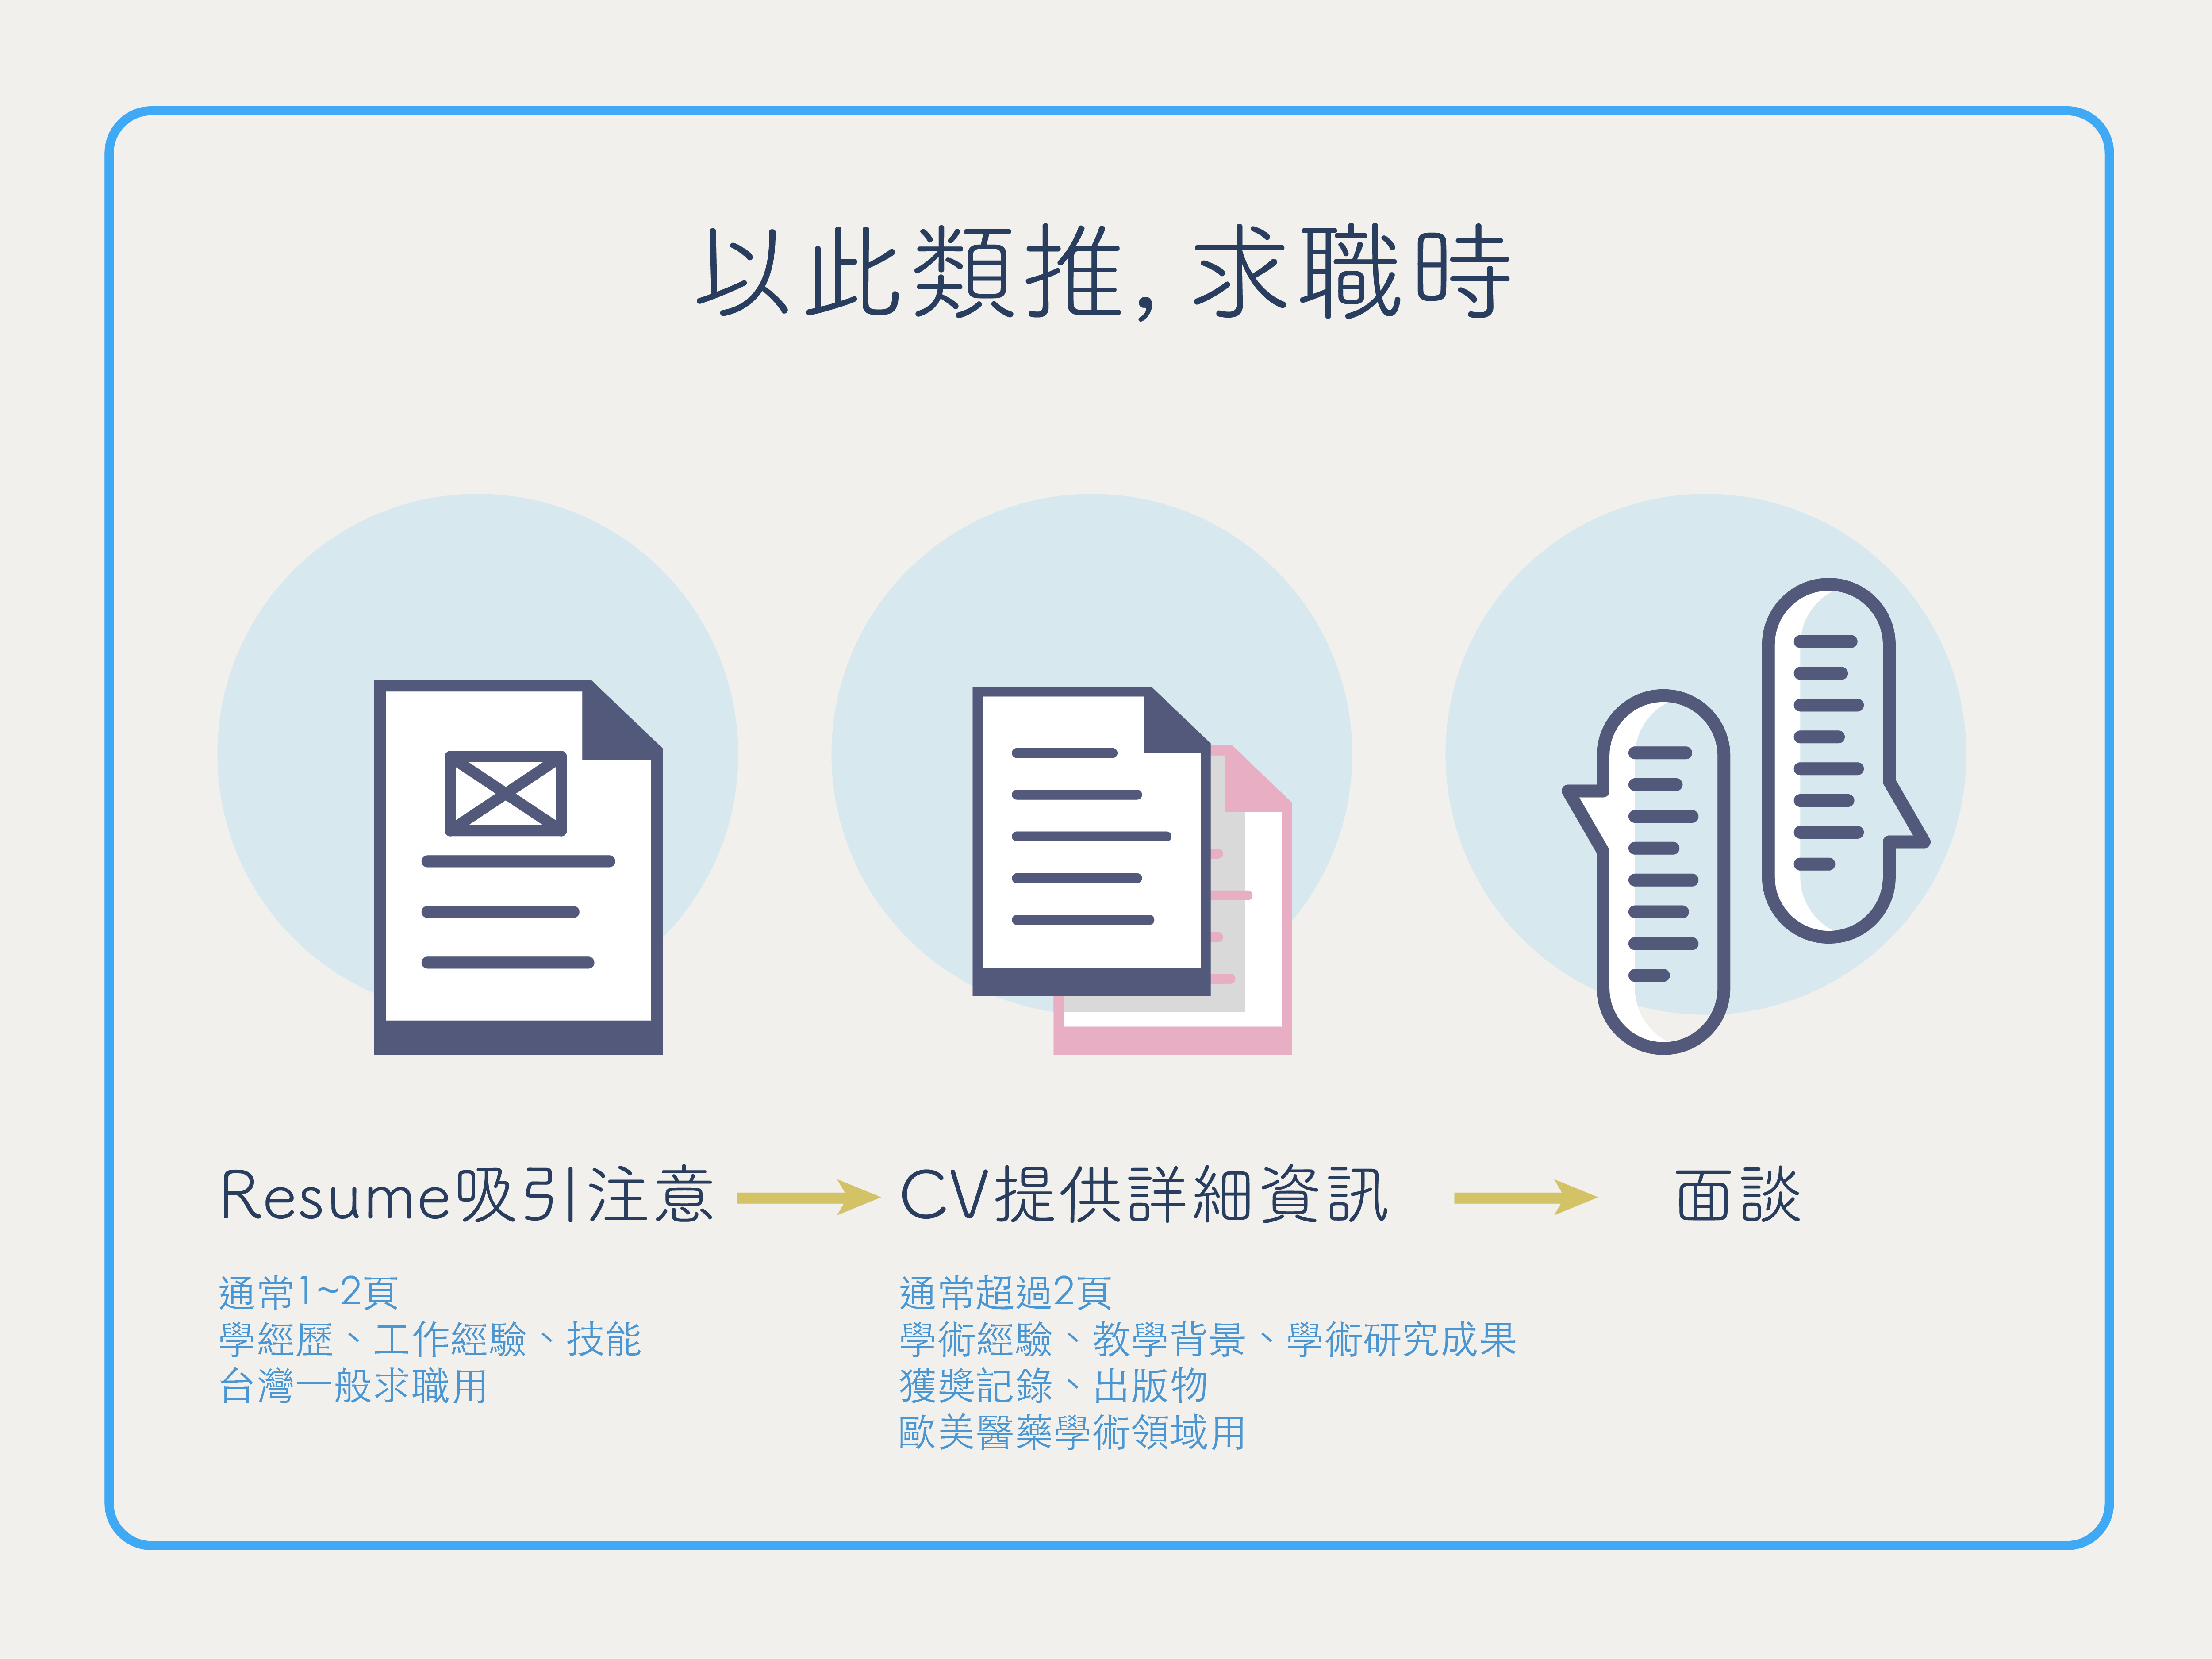 以此類推, 求職時
Resume吸引注意
通常1~2頁
學經歷、工作經驗、技能
台灣一般求職用
CV提供詳細資訊
通常超過2頁
學術經驗、教學背景、學術研究成果
獲獎記錄、出版物
歐美醫藥學術領域用
面談